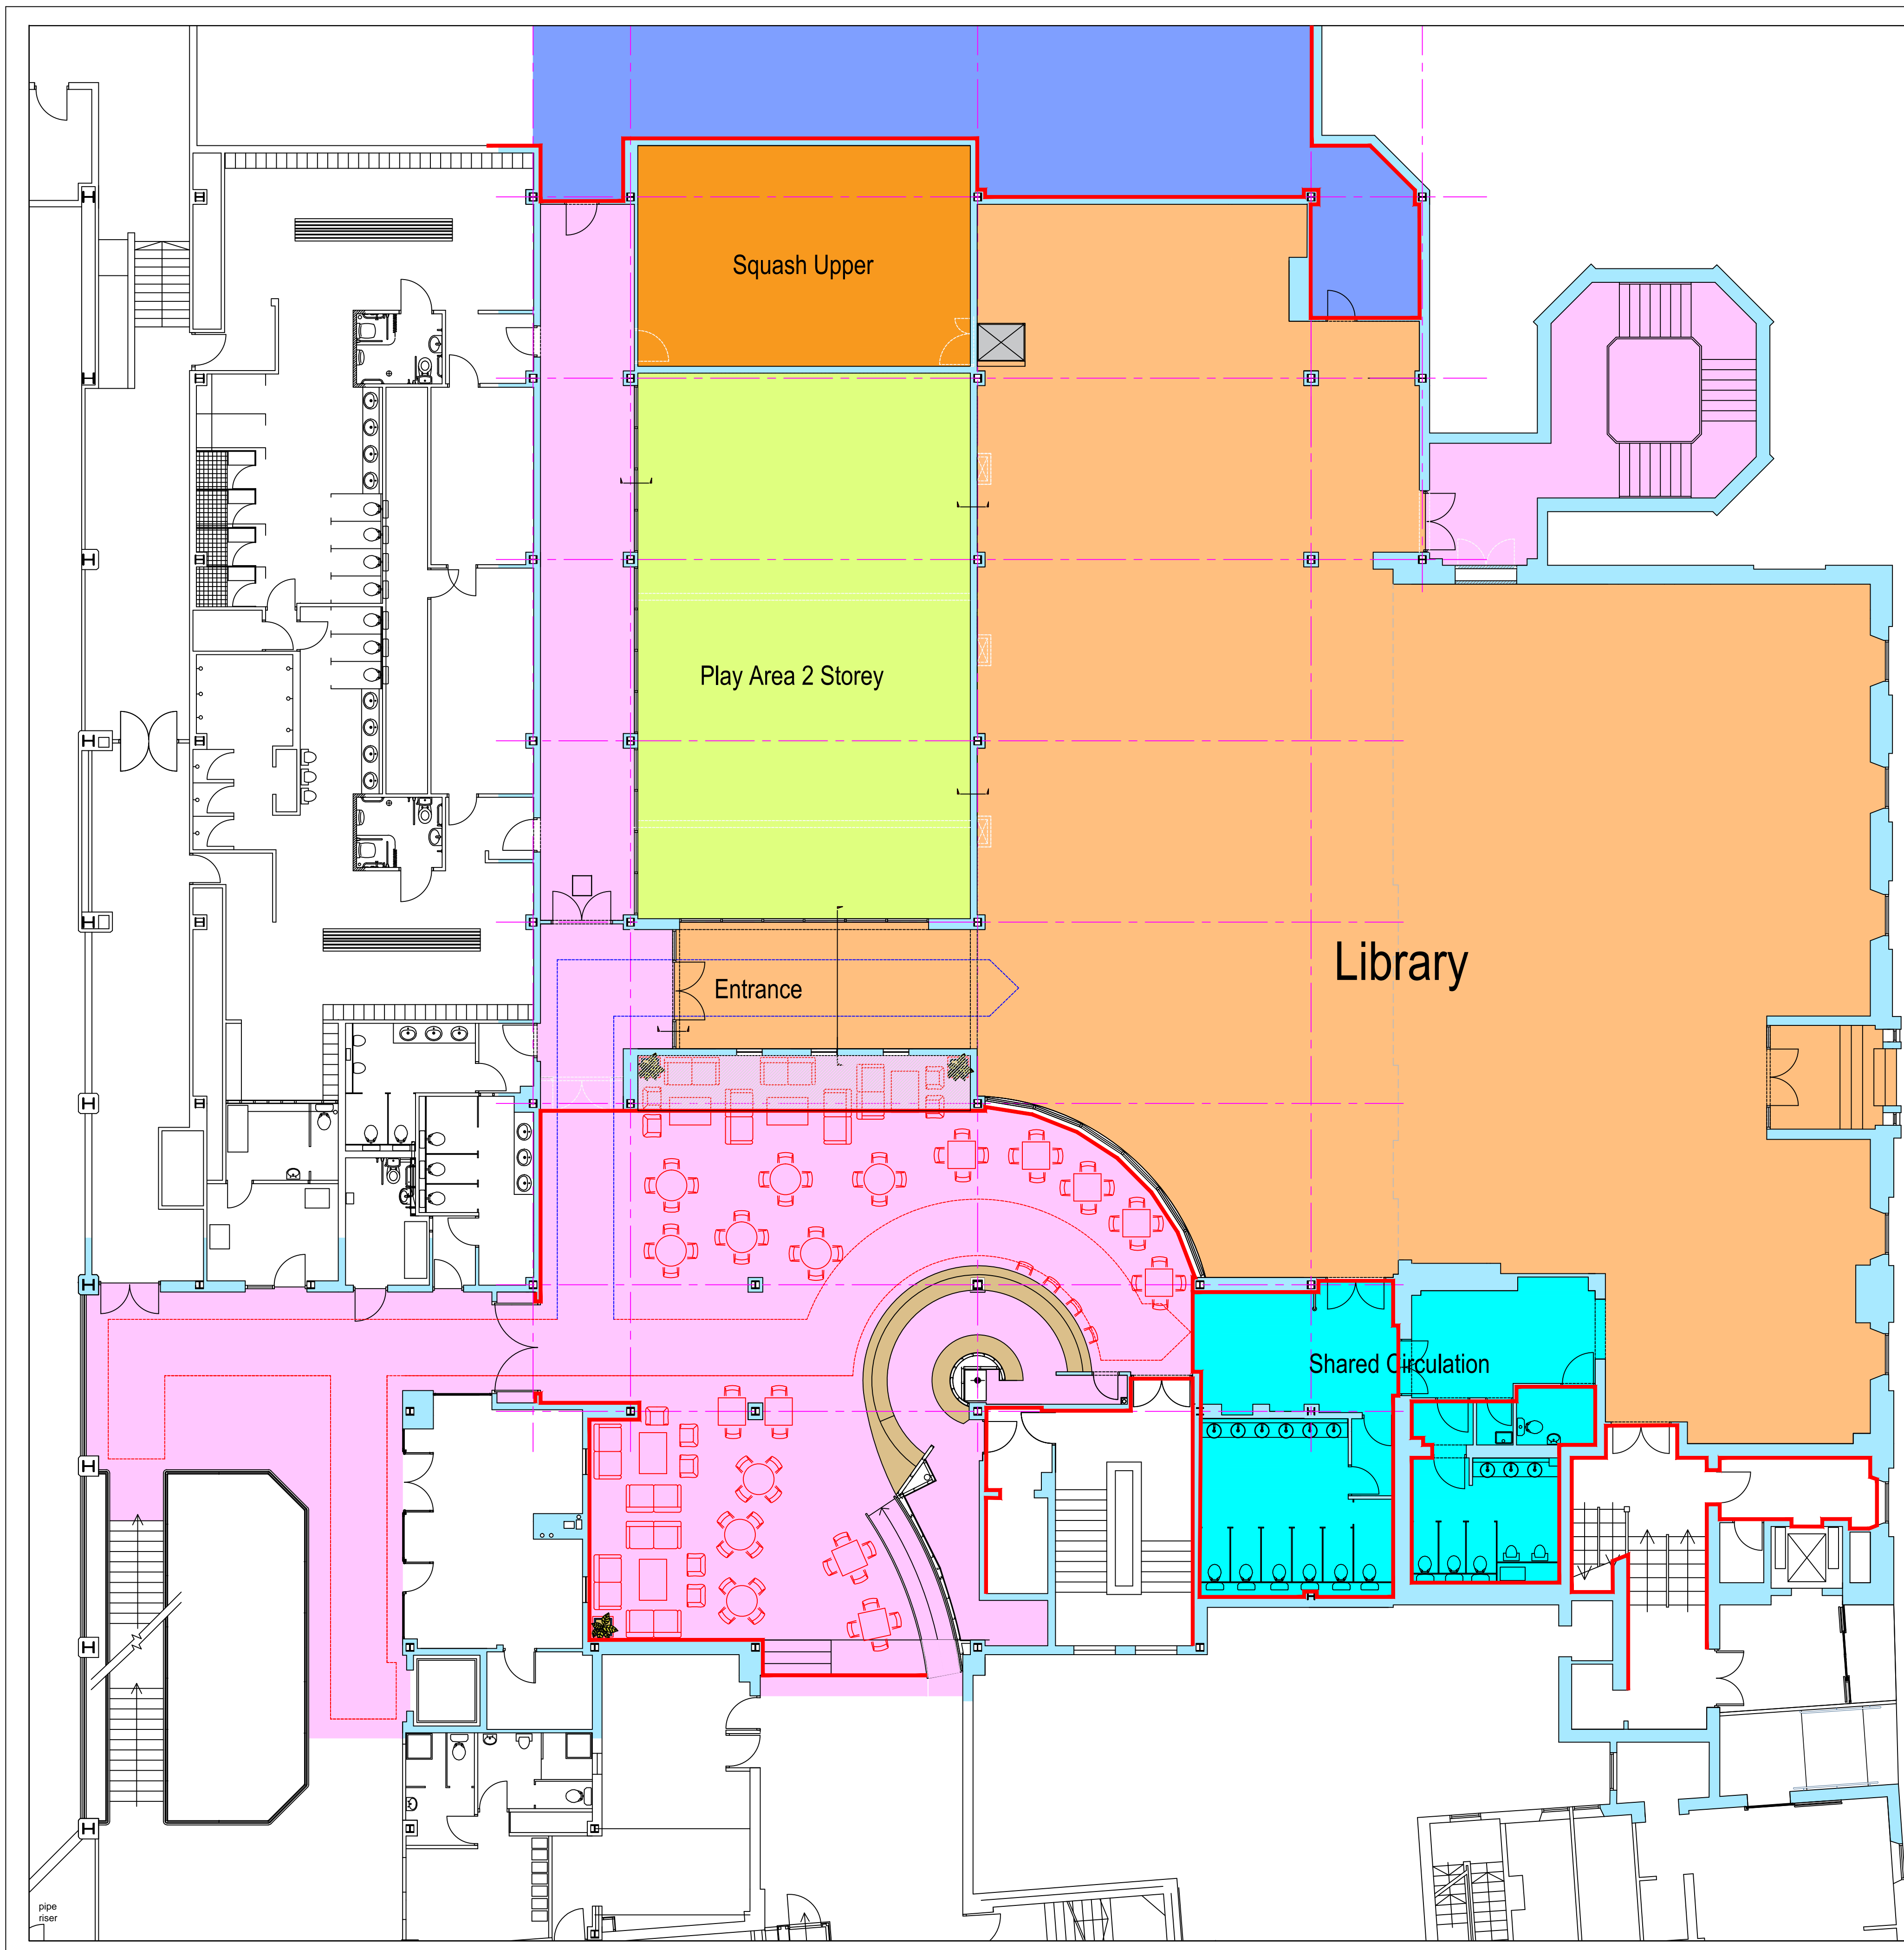 Squash Upper
Play Area 2 Storey
Library
Entrance
Shared Circulation
pipe
riser